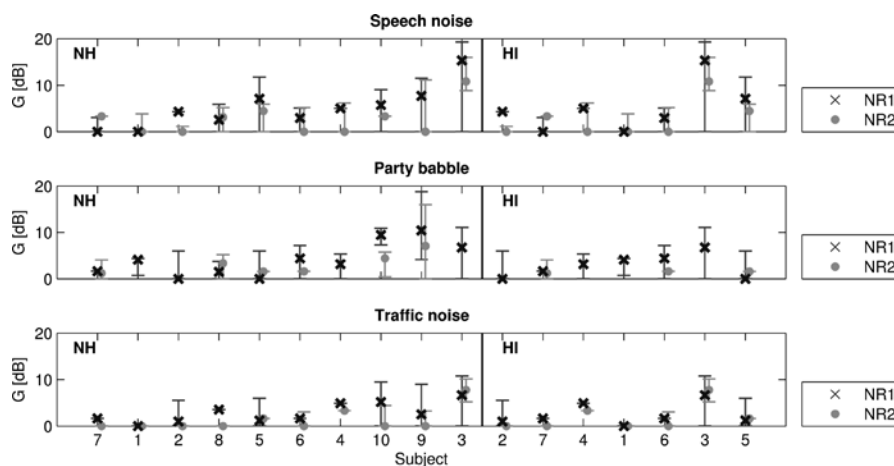 Speech noise
20
10
0
G [dB]
NH
HI
NR1
NR2
Party babble
20
10
0
G [dB]
NH
HI
NR1
NR2
Traffic noise
20
10
0
G [dB]
NH
HI
NR1
NR2
7 1 2 8 5 6 4 10 9 3 2 7 4 1 6 3 5
Subject